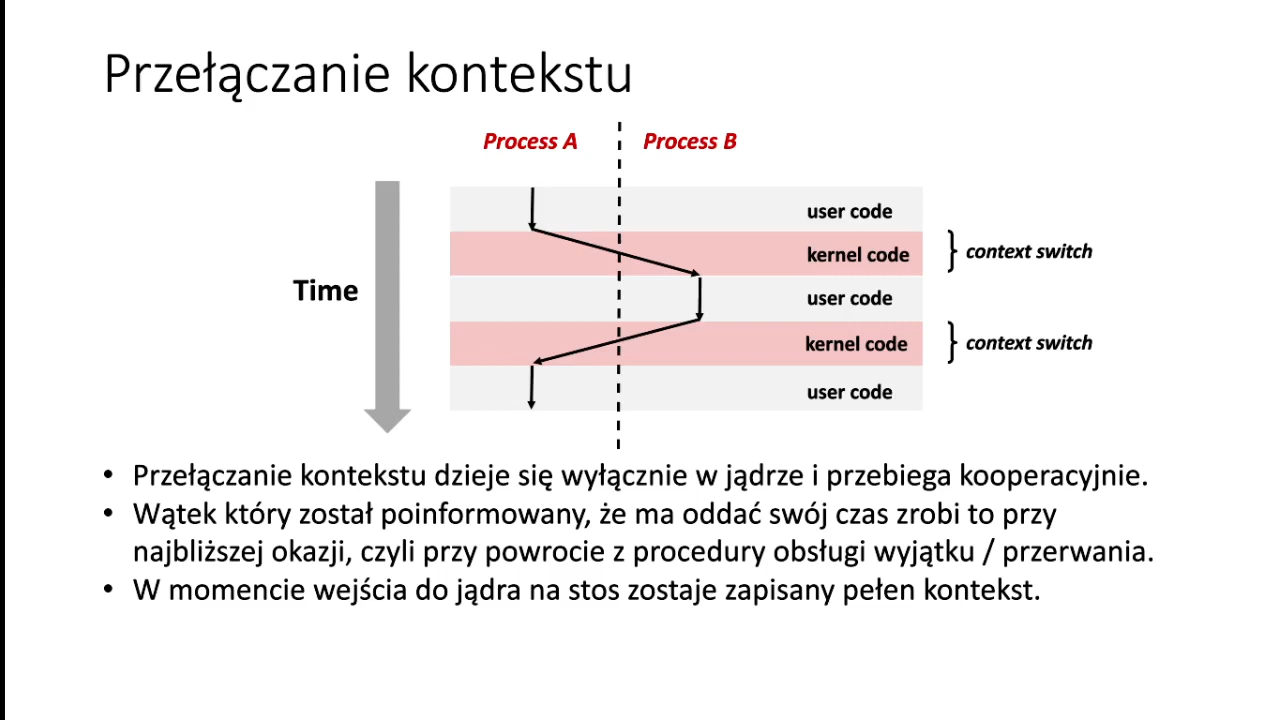 Przełączanie kontekstu
Process A
Process B
user code
kernel code
context switch
Time
user code
kernel code
context switch
user code
• Przełączanie kontekstu dzieje się wyłącznie w jądrze i przebiega kooperacyjnie.
• Wątek który został poinformowany, że ma oddać swój czas zrobi to przy
najbliższej okazji, czyli przy powrocie z procedury obsługi wyjątku / przerwania.
• W momencie wejścia do jądra na stos zostaje zapisany pełen kontekst.